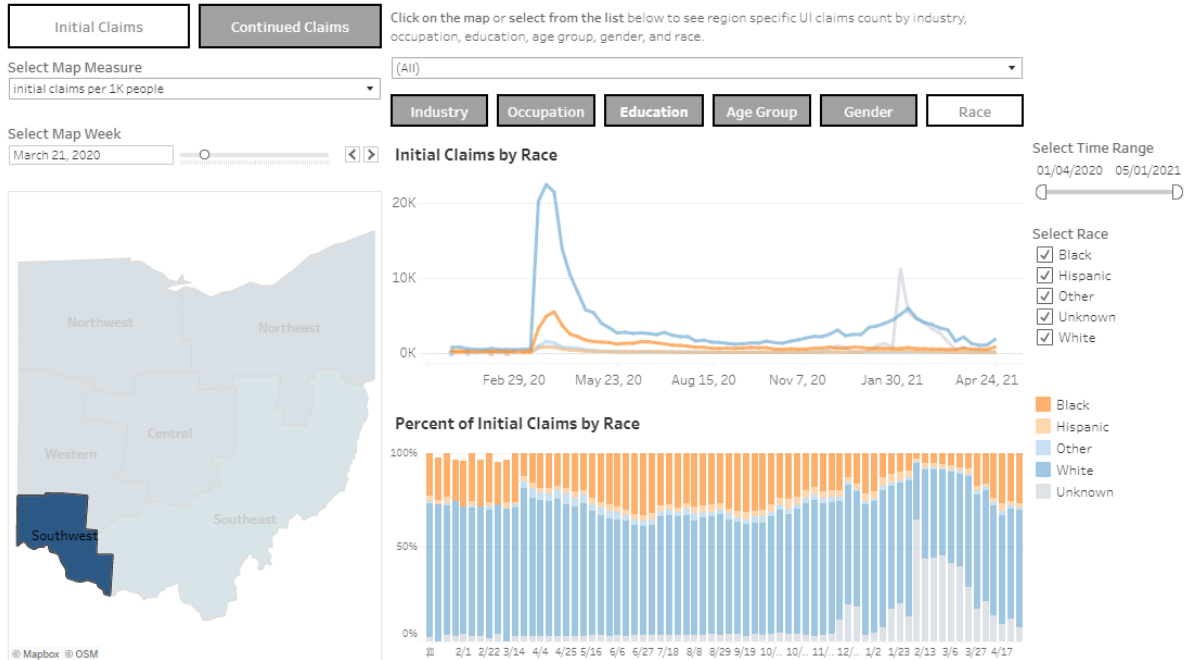 Initial Claims
Continued Claims
Click on the map or select from the list below to see region specific UI claims count by industry,
occupation, education, age group, gender, and race.
Select Map Measure
initial claims per 1K people
(All)
Industry
Occupation
Education
Age Group
Gender
Race
Select Map Week
March 21, 2020
Initial Claims by Race
20K
10K
0K
Feb 29, 20
May 23, 20
Aug 15, 20
Nov 7, 20
Jan 30, 21
Apr 24, 21
Select Time Range
01/04/2020 05/01/2021
Select Race
Black
Hispanic
Other
Unknown
White
Northwest
Northeast
Central
Western
Southeast
Southwest
© Mapbox © OSM
Percent of Initial Claims by Race
100%
50%
0%
2/1 2/22 3/14 4/4 4/25 5/16 6/6 6/27 7/18 8/8 8/29 9/19 10/.. 10/.. 11/.. 12/.. 1/2 1/23 2/13 3/6 3/27 4/17
Black
Hispanic
Other
White
Unknown